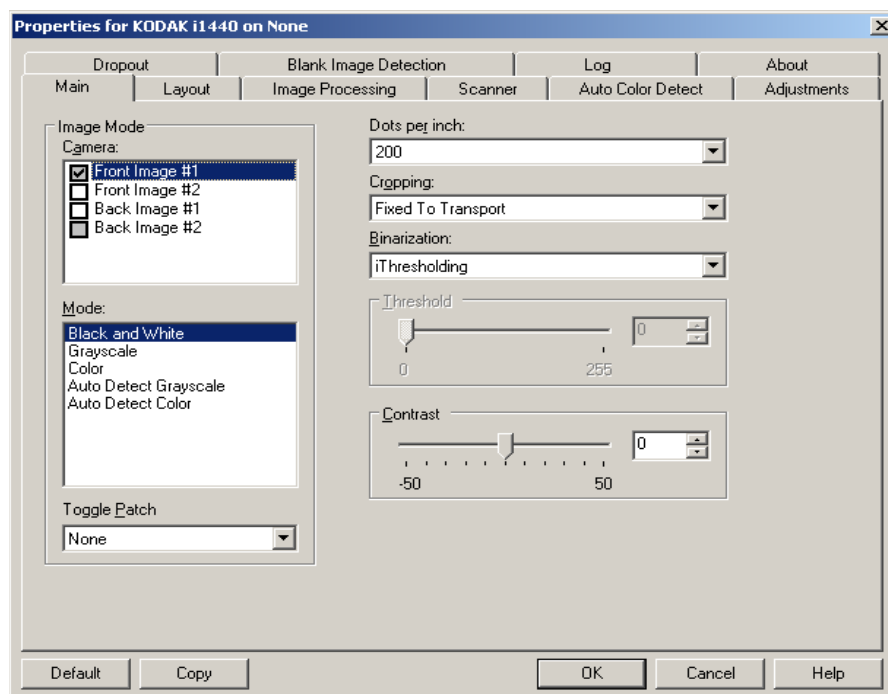 Properties for KODAK i1440 on None
Dropout
Blank Image Detection
Log
About
Main
Layout
Image Processing
Scanner
Auto Color Detect
Adjustments
Image Mode
Camera:
Front Image #1
Front Image #2
Back Image #1
Back Image #2
Mode:
Black and White
Grayscale
Color
Auto Detect Grayscale
Auto Detect Color
Toggle Patch
None
Dots per inch:
200
Cropping:
Fixed To Transport
Binarization:
iThresholding
Threshold
0
0
255
Contrast
0
-50
50
Default
Copy
OK
Cancel
Help